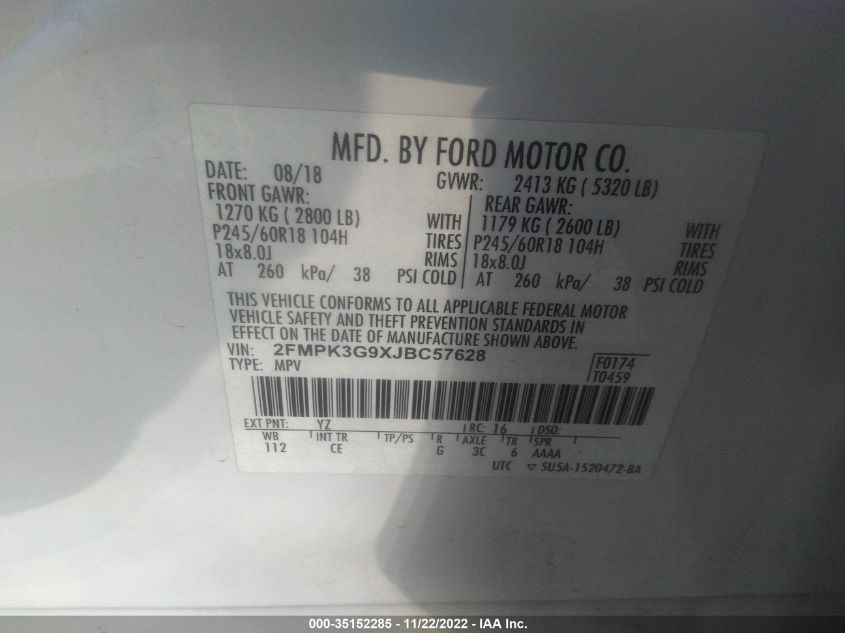 MFD. BY FORD MOTOR CO.
DATE: 08/18 GVWR: 2413 KG ( 5320 LB)
FRONT GAWR: REAR GAWR:
1270 KG ( 2800 LB) WITH 1179 KG ( 2600 LB) WITH
P245/60R18 104H TIRES P245/60R18 104H TIRES
18x8.0J RIMS 18x8.0J RIMS
AT 260 kPa/ 38 PSI COLD AT 260 kPa/ 38 PSI COLD
THIS VEHICLE CONFORMS TO ALL APPLICABLE FEDERAL MOTOR
VEHICLE SAFETY AND THEFT PREVENTION STANDARDS IN
EFFECT ON THE DATE OF MANUFACTURE SHOWN ABOVE.
VIN: 2FMPK3G9XJBC57628 F0174
TYPE: MPV T0459
EXT PNT: YZ RC: 16 DSO:
WB INT TR TP/PS R AXLE TR SPR
112 CE G 3C 6 AAAA
UTC ▽ SU5A-1520472-BA
000-35152285 - 11/22/2022 - IAA Inc.